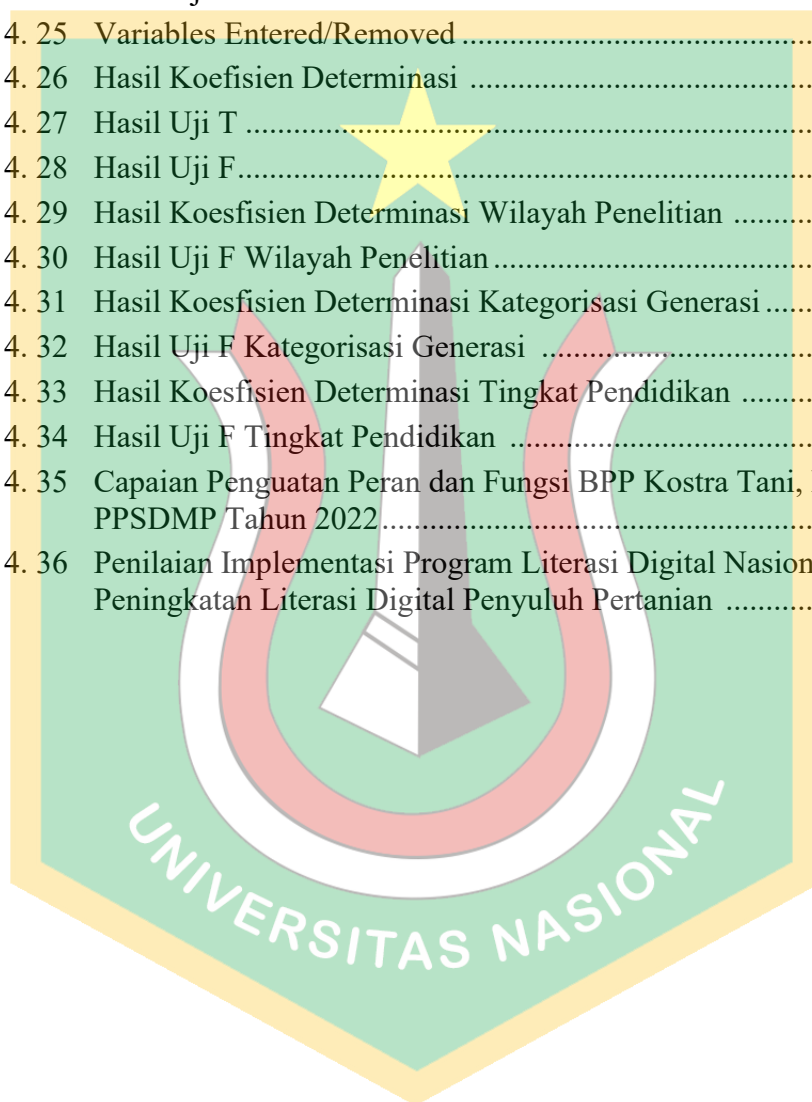 4. 25 Variables Entered/Removed ........................................
4. 26 Hasil Koefisien Determinasi ........................................
4. 27 Hasil Uji T ........................................
4. 28 Hasil Uji F ........................................
4. 29 Hasil Koesfisien Determinasi Wilayah Penelitian ..........
4. 30 Hasil Uji F Wilayah Penelitian ........................................
4. 31 Hasil Koesfisien Determinasi Kategorisasi Generasi ......
4. 32 Hasil Uji F Kategorisasi Generasi ........................................
4. 33 Hasil Koesfisien Determinasi Tingkat Pendidikan .........
4. 34 Hasil Uji F Tingkat Pendidikan ........................................
4. 35 Capaian Penguatan Peran dan Fungsi BPP Kostra Tani,
PPSDMP Tahun 2022 ........................................
4. 36 Penilaian Implementasi Program Literasi Digital Nasion
Peningkatan Literasi Digital Penyuluh Pertanian ...........
UNIVERSITAS NASIONAL